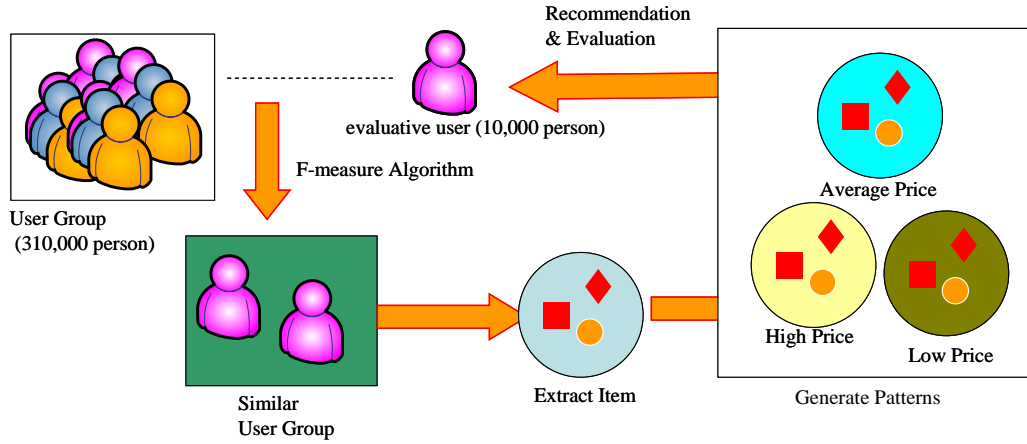 Recommendation
& Evaluation
evaluative user (10,000 person)
F-measure Algorithm
User Group
(310,000 person)
Average Price
High Price
Low Price
Similar
User Group
Extract Item
Generate Patterns